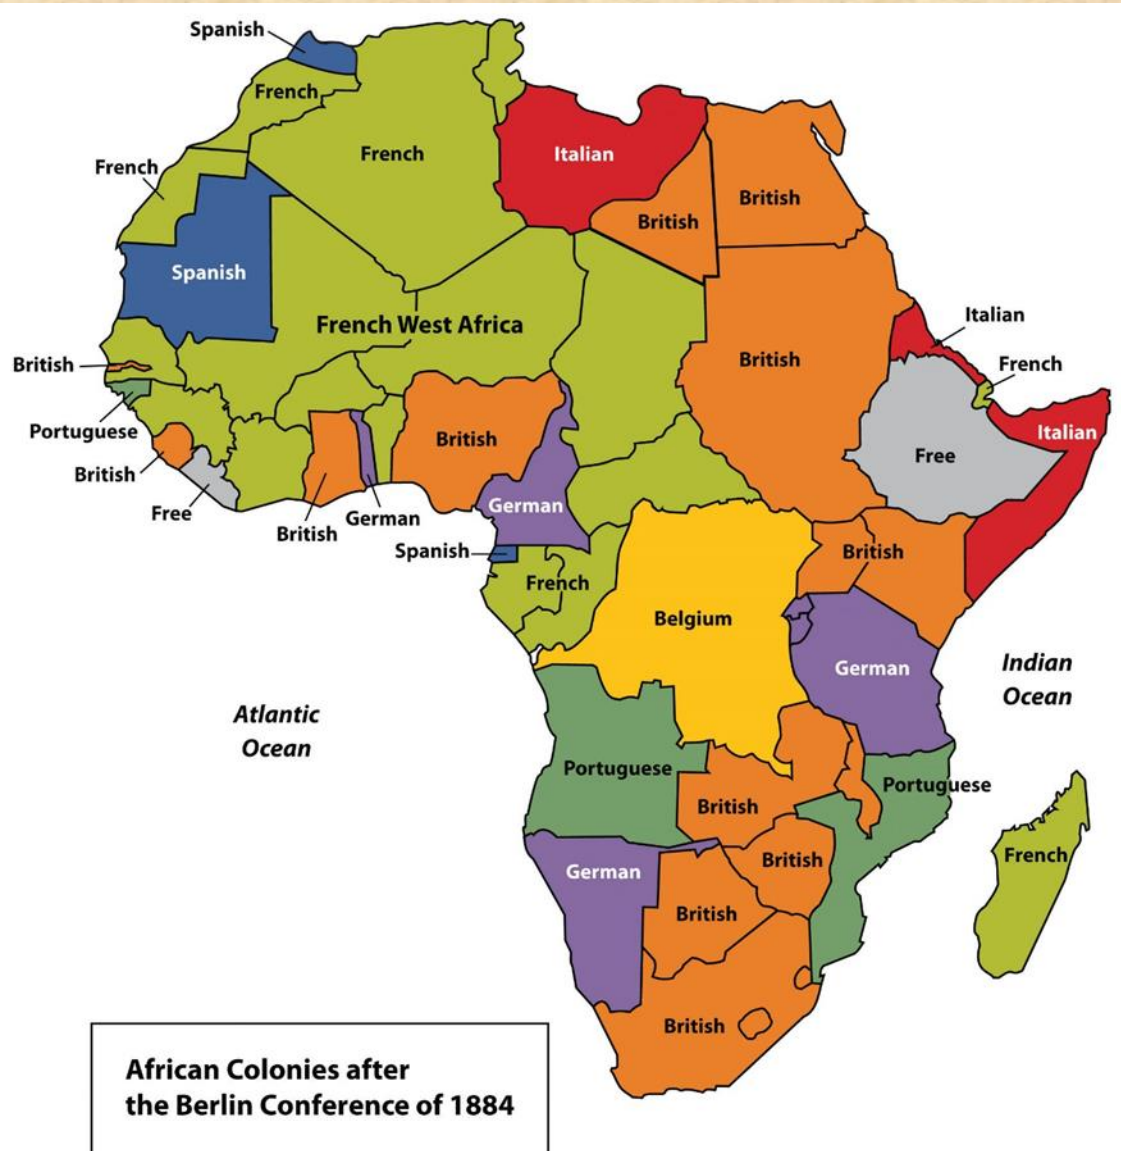 Spanish
French
French
Italian
British
British
French
Spanish
French West Africa
Italian
British
British
French
Portuguese
British
Italian
British
Free
Free
German
British
German
British
Spanish
French
Belgium
German
Indian
Ocean
Atlantic
Ocean
Portuguese
Portuguese
British
French
British
German
British
British
African Colonies after
the Berlin Conference of 1884